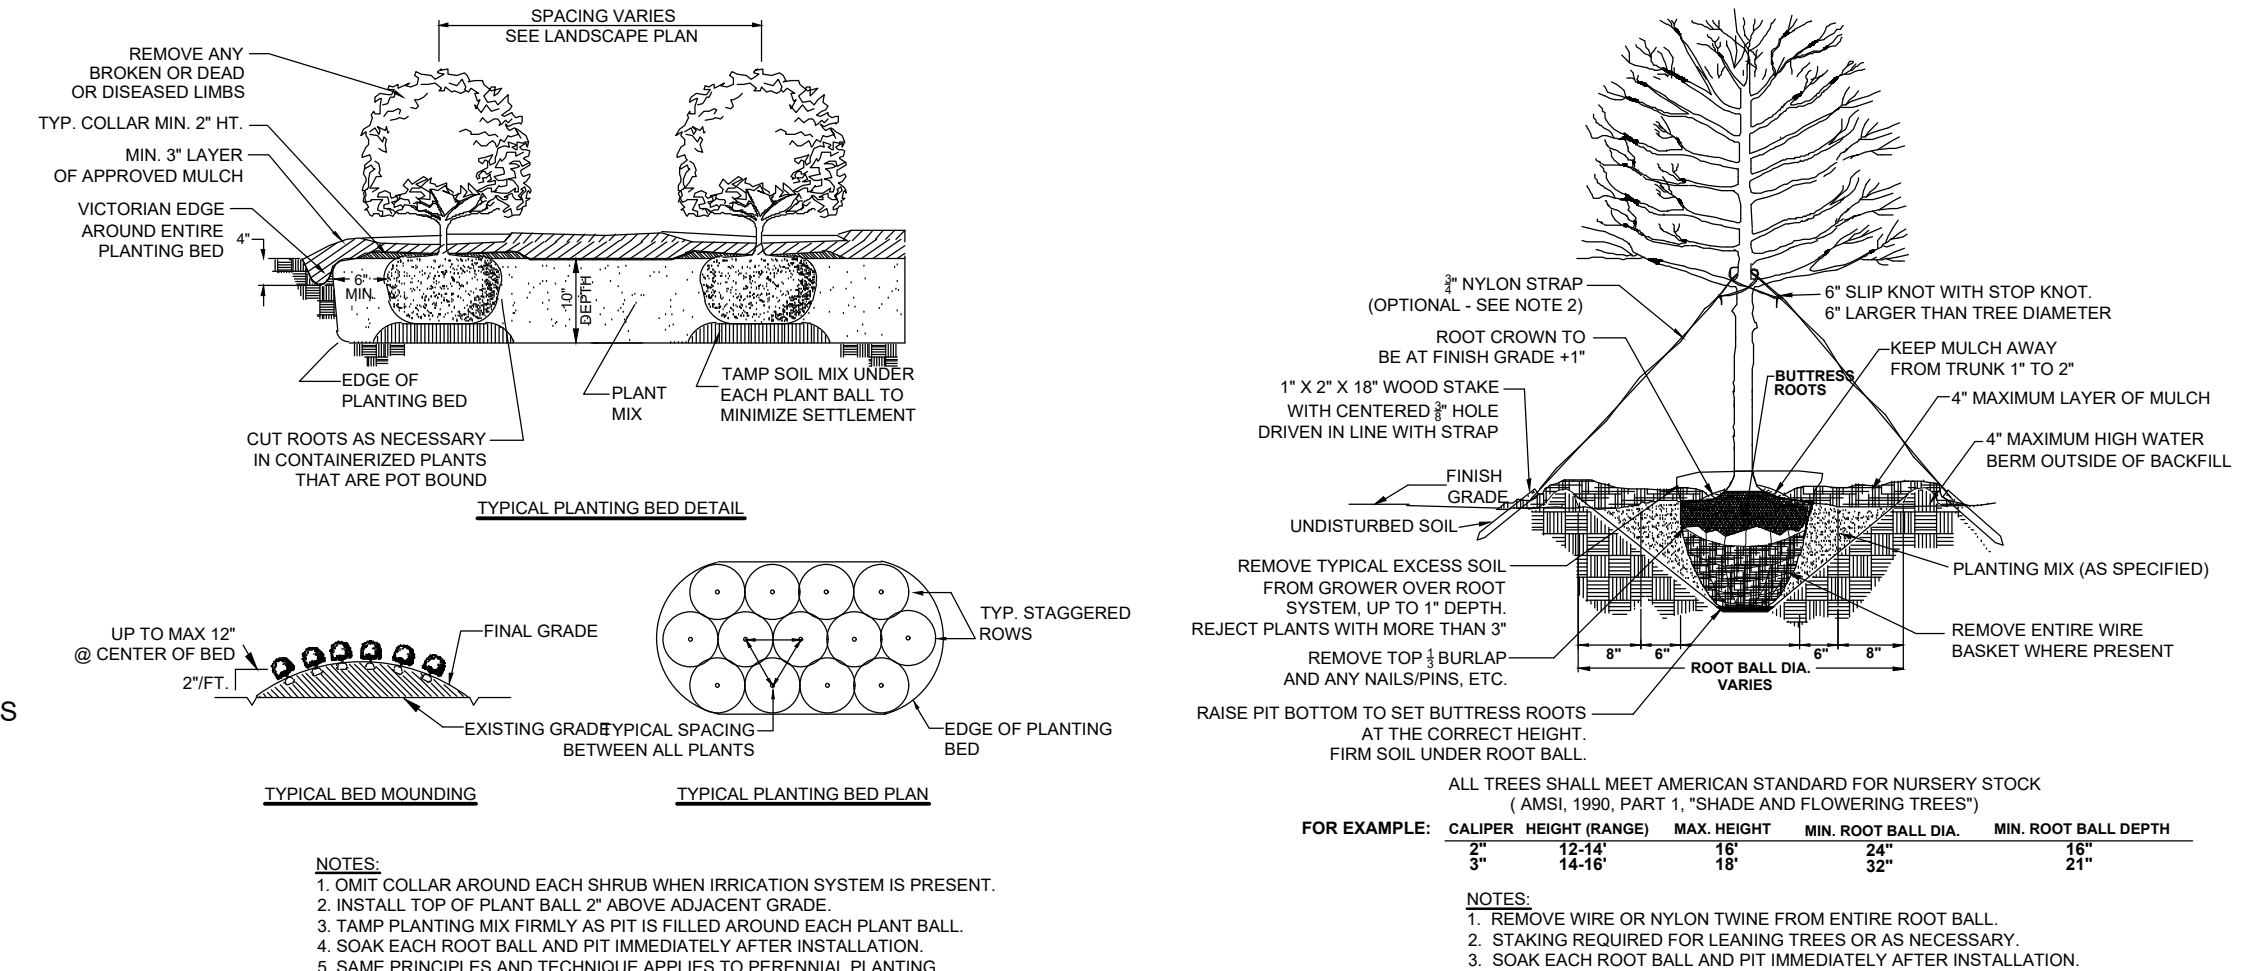 SPACING VARIES
SEE LANDSCAPE PLAN
REMOVE ANY
BROKEN OR DEAD
OR DISEASED LIMBS
TYP. COLLAR MIN. 2" HT.
MIN. 3" LAYER
OF APPROVED MULCH
VICTORIAN EDGE
AROUND ENTIRE
PLANTING BED
4"
6"
MIN.
10"
DEPTH
EDGE OF
PLANTING BED
PLANT
MIX
TAMP SOIL MIX UNDER
EACH PLANT BALL TO
MINIMIZE SETTLEMENT
CUT ROOTS AS NECESSARY
IN CONTAINERIZED PLANTS
THAT ARE POT BOUND
TYPICAL PLANTING BED DETAIL
UP TO MAX 12"
@ CENTER OF BED
2"/FT.
FINAL GRADE
EXISTING GRADE
TYPICAL BED MOUNDING
TYP. STAGGERED
ROWS
TYPICAL SPACING
BETWEEN ALL PLANTS
EDGE OF PLANTING
BED
TYPICAL PLANTING BED PLAN
S
NOTES:
1. OMIT COLLAR AROUND EACH SHRUB WHEN IRRICATION SYSTEM IS PRESENT.
2. INSTALL TOP OF PLANT BALL 2" ABOVE ADJACENT GRADE.
3. TAMP PLANTING MIX FIRMLY AS PIT IS FILLED AROUND EACH PLANT BALL.
4. SOAK EACH ROOT BALL AND PIT IMMEDIATELY AFTER INSTALLATION.
5. SAME PRINCIPLES AND TECHNIQUE APPLIES TO PERENNIAL PLANTING
3/4" NYLON STRAP
(OPTIONAL - SEE NOTE 2)
ROOT CROWN TO
BE AT FINISH GRADE +1"
1" X 2" X 18" WOOD STAKE
WITH CENTERED 3/8" HOLE
DRIVEN IN LINE WITH STRAP
FINISH
GRADE
UNDISTURBED SOIL
REMOVE TYPICAL EXCESS SOIL
FROM GROWER OVER ROOT
SYSTEM, UP TO 1" DEPTH.
REJECT PLANTS WITH MORE THAN 3"
REMOVE TOP 1/3 BURLAP
AND ANY NAILS/PINS, ETC.
RAISE PIT BOTTOM TO SET BUTTRESS ROOTS
AT THE CORRECT HEIGHT.
FIRM SOIL UNDER ROOT BALL.
6" SLIP KNOT WITH STOP KNOT.
6" LARGER THAN TREE DIAMETER
KEEP MULCH AWAY
FROM TRUNK 1" TO 2"
BUTTRESS
ROOTS
4" MAXIMUM LAYER OF MULCH
4" MAXIMUM HIGH WATER
BERM OUTSIDE OF BACKFILL
PLANTING MIX (AS SPECIFIED)
REMOVE ENTIRE WIRE
BASKET WHERE PRESENT
8" 6" 6" 8"
ROOT BALL DIA.
VARIES
ALL TREES SHALL MEET AMERICAN STANDARD FOR NURSERY STOCK
( AMSI, 1990, PART 1, "SHADE AND FLOWERING TREES")
FOR EXAMPLE: CALIPER HEIGHT (RANGE) MAX. HEIGHT MIN. ROOT BALL DIA. MIN. ROOT BALL DEPTH
2" 12-14' 16' 24" 16"
3" 14-16' 18' 32" 21"
NOTES:
1. REMOVE WIRE OR NYLON TWINE FROM ENTIRE ROOT BALL.
2. STAKING REQUIRED FOR LEANING TREES OR AS NECESSARY.
3. SOAK EACH ROOT BALL AND PIT IMMEDIATELY AFTER INSTALLATION.